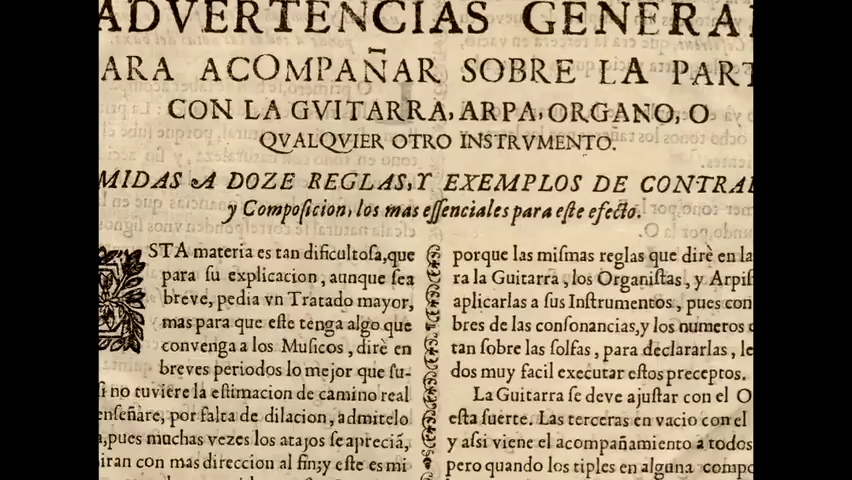 ADVERTENCIAS GENERA
ARA ACOMPAÑAR SOBRE LA PART
CON LA GVITARRA, ARPA, ORGANO, O
QVALQVIER OTRO INSTRVMENTO.
MIDAS A DOZE REGLAS, Y EXEMPLOS DE CONTRA
y Composicion, los mas essenciales para este efecto.
STA materia es tan dificultosa, que
para su explicacion, aunque sea
breve, pedia vn Tratado mayor,
mas para que este tenga algo que
convenga a los Musicos, dirè en
breves periodos lo mejor que su-
si no tuviere la estimacion de camino real
enseñare, por falta de dilacion, admitelo
,pues muchas vezes los atajos se apreciã,
iran con mas direccion al fin; y este es mi
porque las mismas reglas que dirè en la
ra la Guitarra, los Organistas, y Arpis
aplicarlas a sus Instrumentos, pues con
bres de las consonancias, y los numeros
tan sobre las solfas, para declararlas, le
dos muy facil executar estos preceptos.
La Guitarra se deve ajustar con el O
esta suerte. Las terceras en vacio con el
y assi viene el acompañamiento a todos
pero quando los tiples en alguna compo